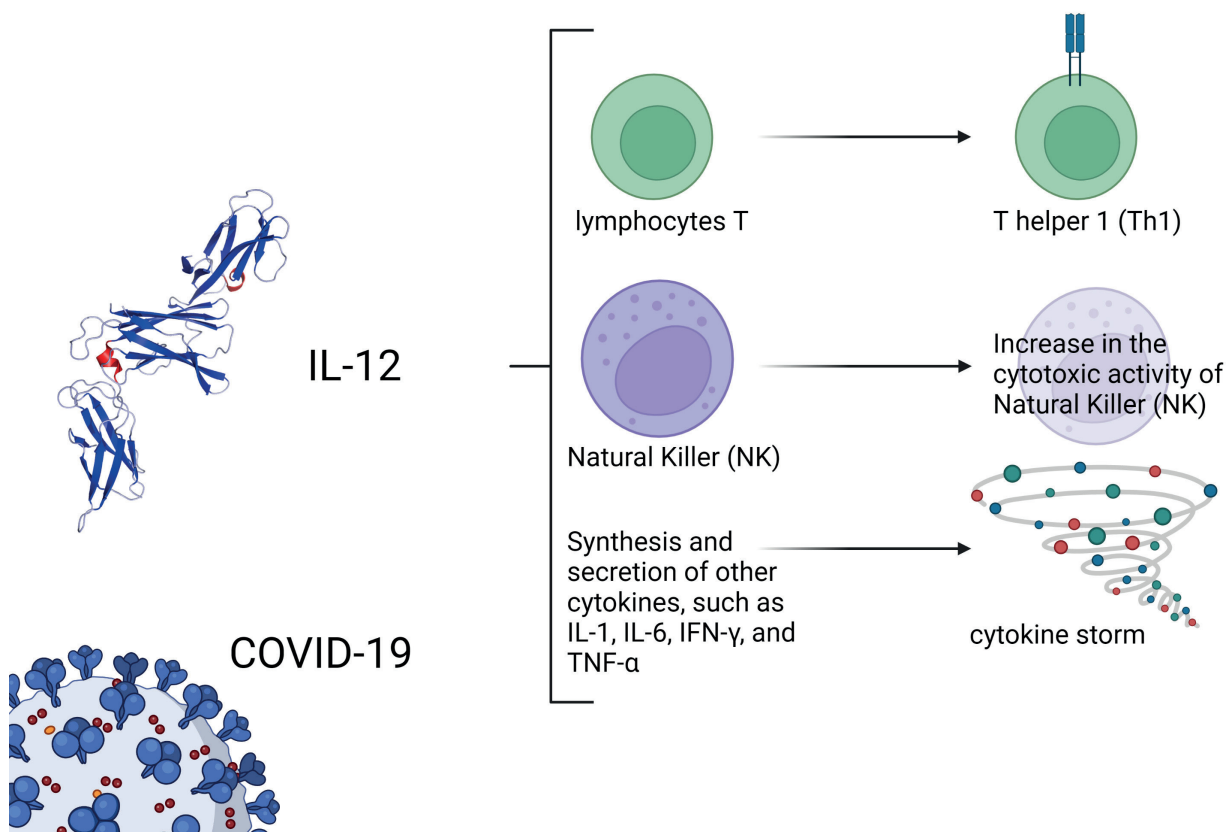 IL-12
COVID-19
lymphocytes T
T helper 1 (Th1)
Natural Killer (NK)
Increase in the
cytotoxic activity of
Natural Killer (NK)
Synthesis and
secretion of other
cytokines, such as
IL-1, IL-6, IFN-γ, and
TNF-α
cytokine storm